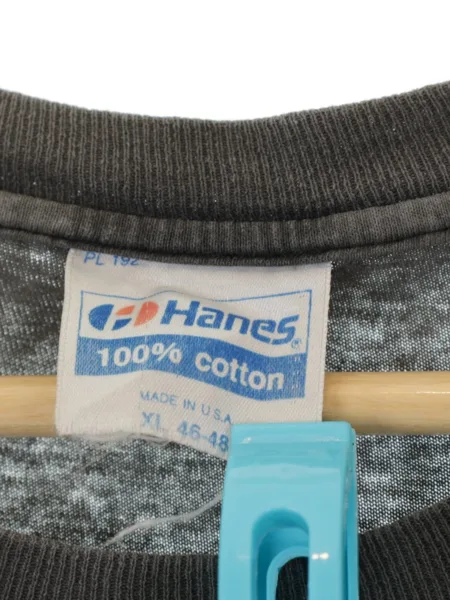 PL 192
Hanes®
100% cotton
MADE IN U.S.A.
XL 46-48